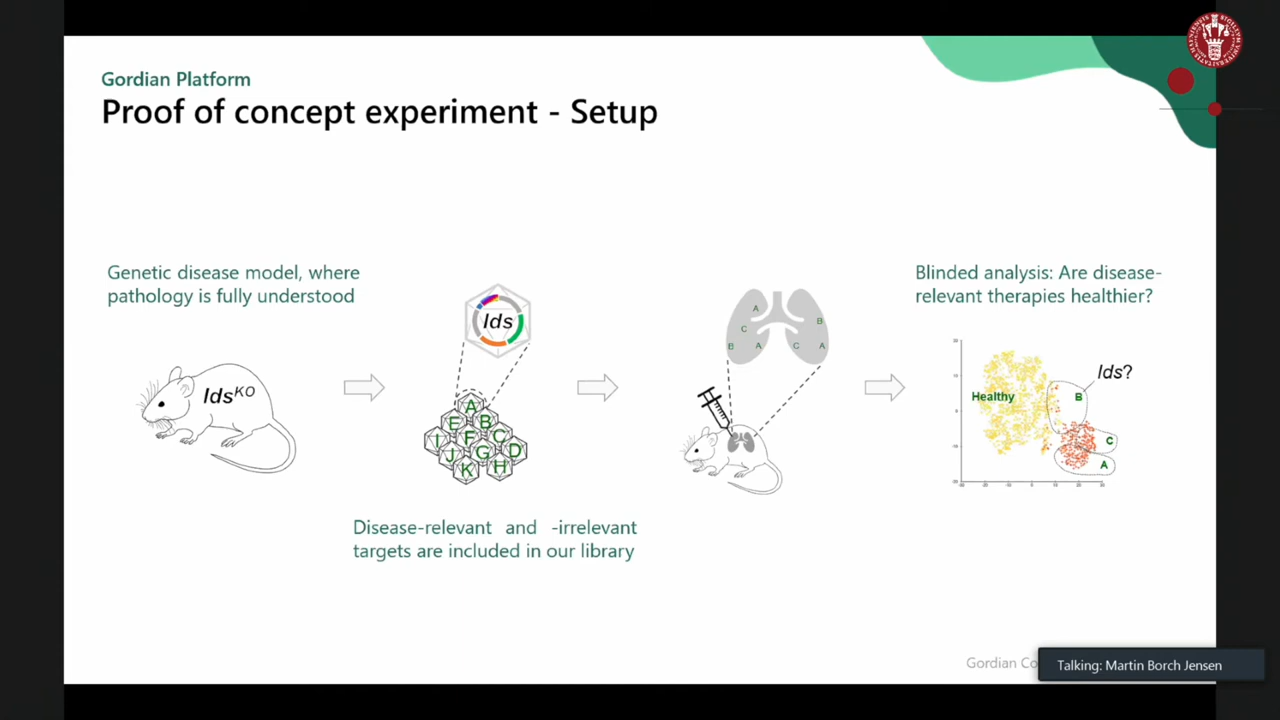 Gordian Platform
Proof of concept experiment - Setup
Genetic disease model, where
pathology is fully understood
Ids^KO
Ids
A
E
B
I
F
C
J
G
D
K
H
Disease-relevant and -irrelevant
targets are included in our library
A
C
B
B
A
C
A
Blinded analysis: Are disease-
relevant therapies healthier?
Ids?
Healthy
B
C
A
Gordian Co
Talking: Martin Borch Jensen